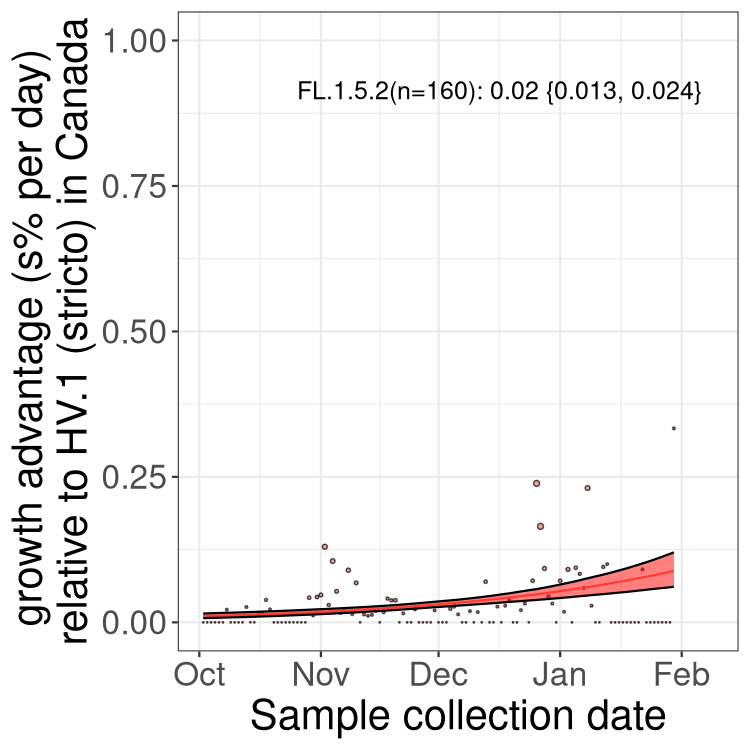 growth advantage (s% per day)
relative to HV.1 (stricto) in Canada
1.00
0.75
0.50
0.25
0.00
FL.1.5.2(n=160): 0.02 {0.013, 0.024}
Oct Nov Dec Jan Feb
Sample collection date